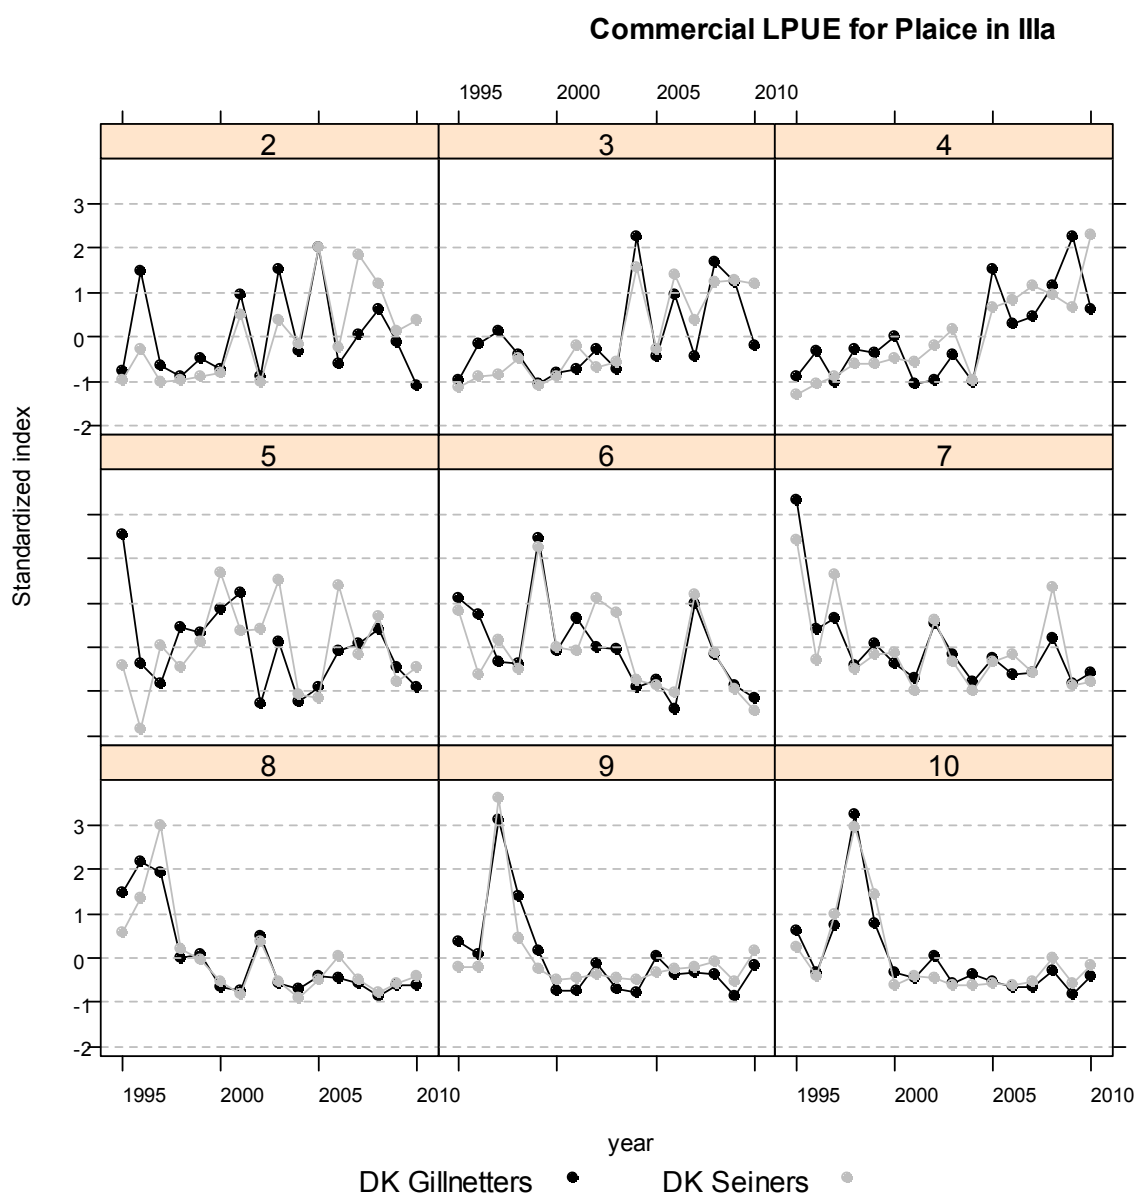 Commercial LPUE for Plaice in IIIa
1995 2000 2005 2010
2 3 4
3
2
1
0
-1
-2
5 6 7
Standardized index
8 9 10
3
2
1
0
-1
-2
1995 2000 2005 2010 1995 2000 2005 2010
year
DK Gillnetters DK Seiners